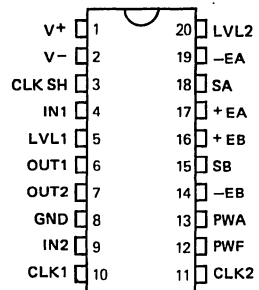 V+ 1 20 LVL2
V− 2 19 −EA
CLK SH 3 18 SA
IN1 4 17 +EA
LVL1 5 16 +EB
OUT1 6 15 SB
OUT2 7 14 −EB
GND 8 13 PWA
IN2 9 12 PWF
CLK1 10 11 CLK2